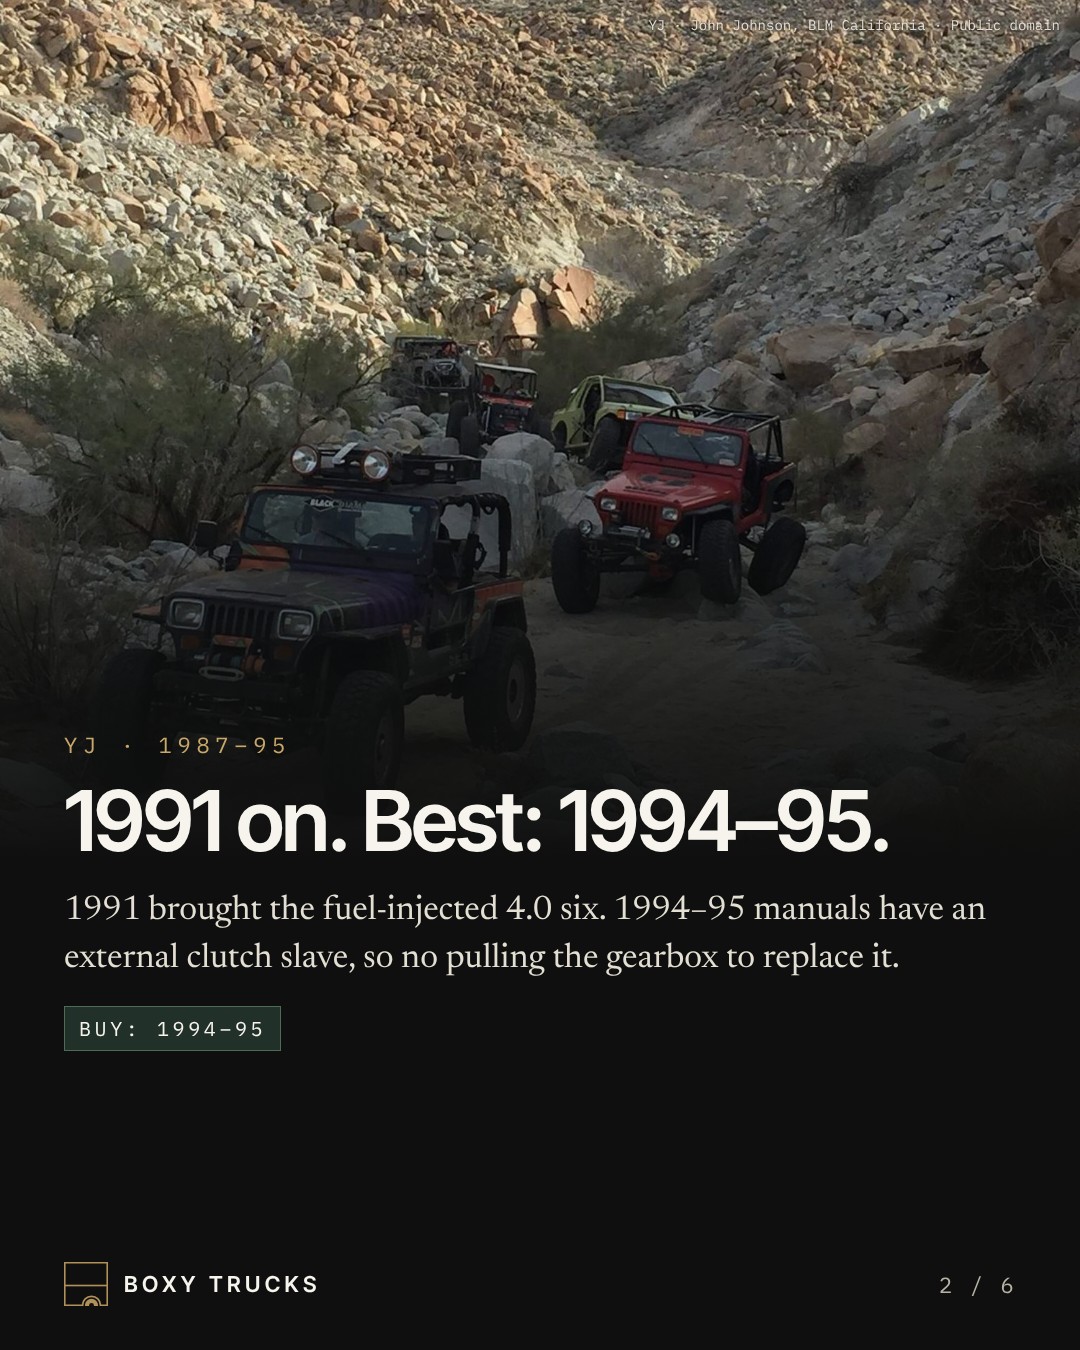 YJ · John Johnson, BLM California · Public domain
BLACK
YJ · 1987–95
1991 on. Best: 1994–95.
1991 brought the fuel-injected 4.0 six. 1994–95 manuals have an
external clutch slave, so no pulling the gearbox to replace it.
BUY: 1994–95
BOXY TRUCKS
2 / 6